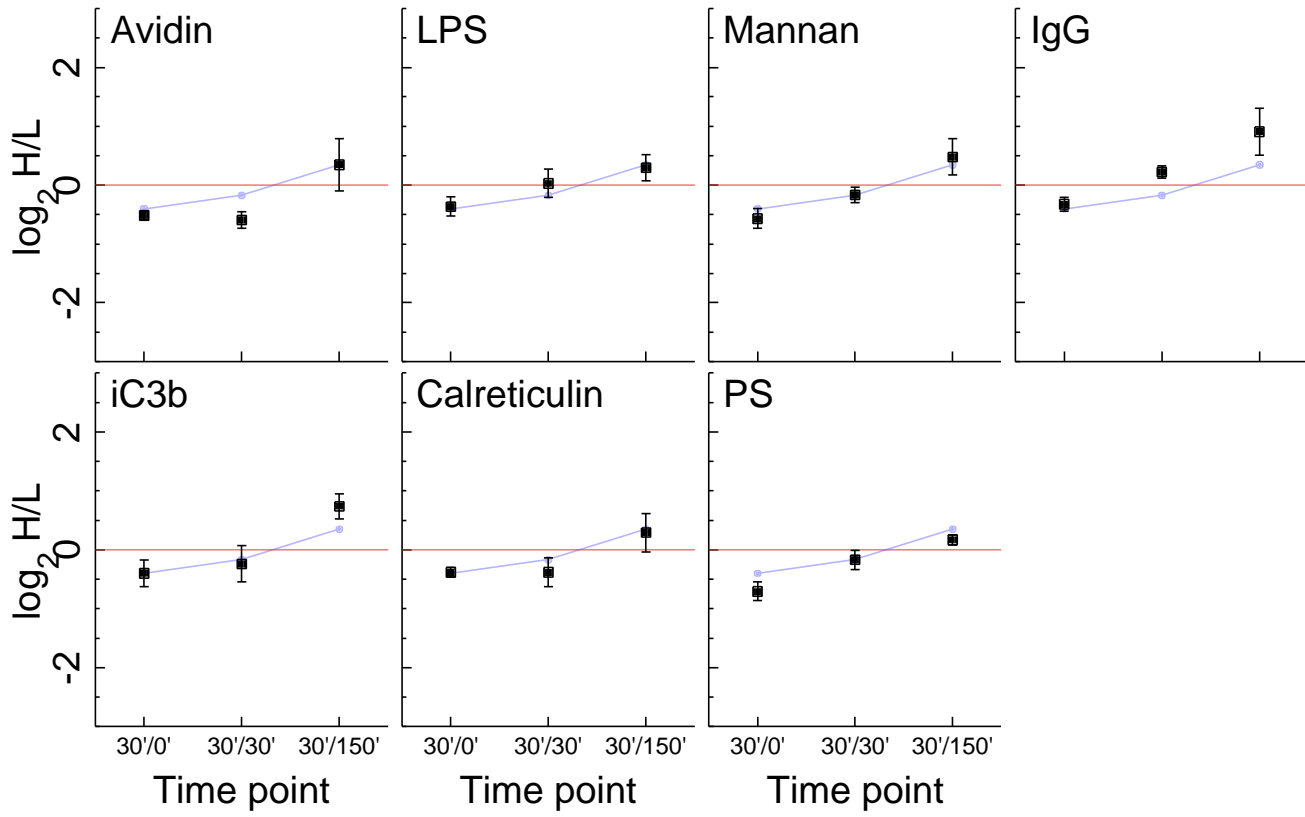 Avidin
LPS
Mannan
IgG
log2 H/L
2
0
-2
iC3b
Calreticulin
PS
log2 H/L
2
0
-2
30'/0' 30'/30' 30'/150'
30'/0' 30'/30' 30'/150'
30'/0' 30'/30' 30'/150'
Time point
Time point
Time point